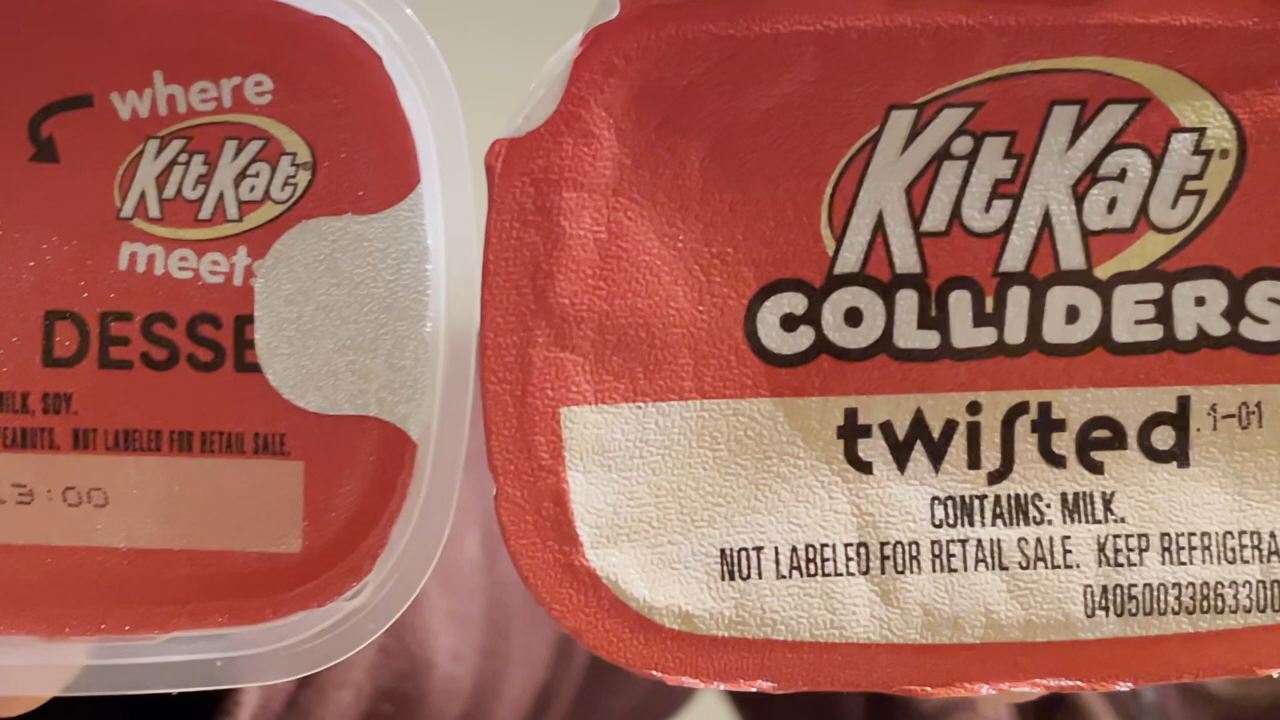 where
KitKat
meets
DESSE
MILK, SOY.
PEANUTS. NOT LABELED FOR RETAIL SALE.
13:00
KitKat
COLLIDERS
twisted
.1-01
CONTAINS: MILK.
NOT LABELED FOR RETAIL SALE. KEEP REFRIGERA
04050033863300